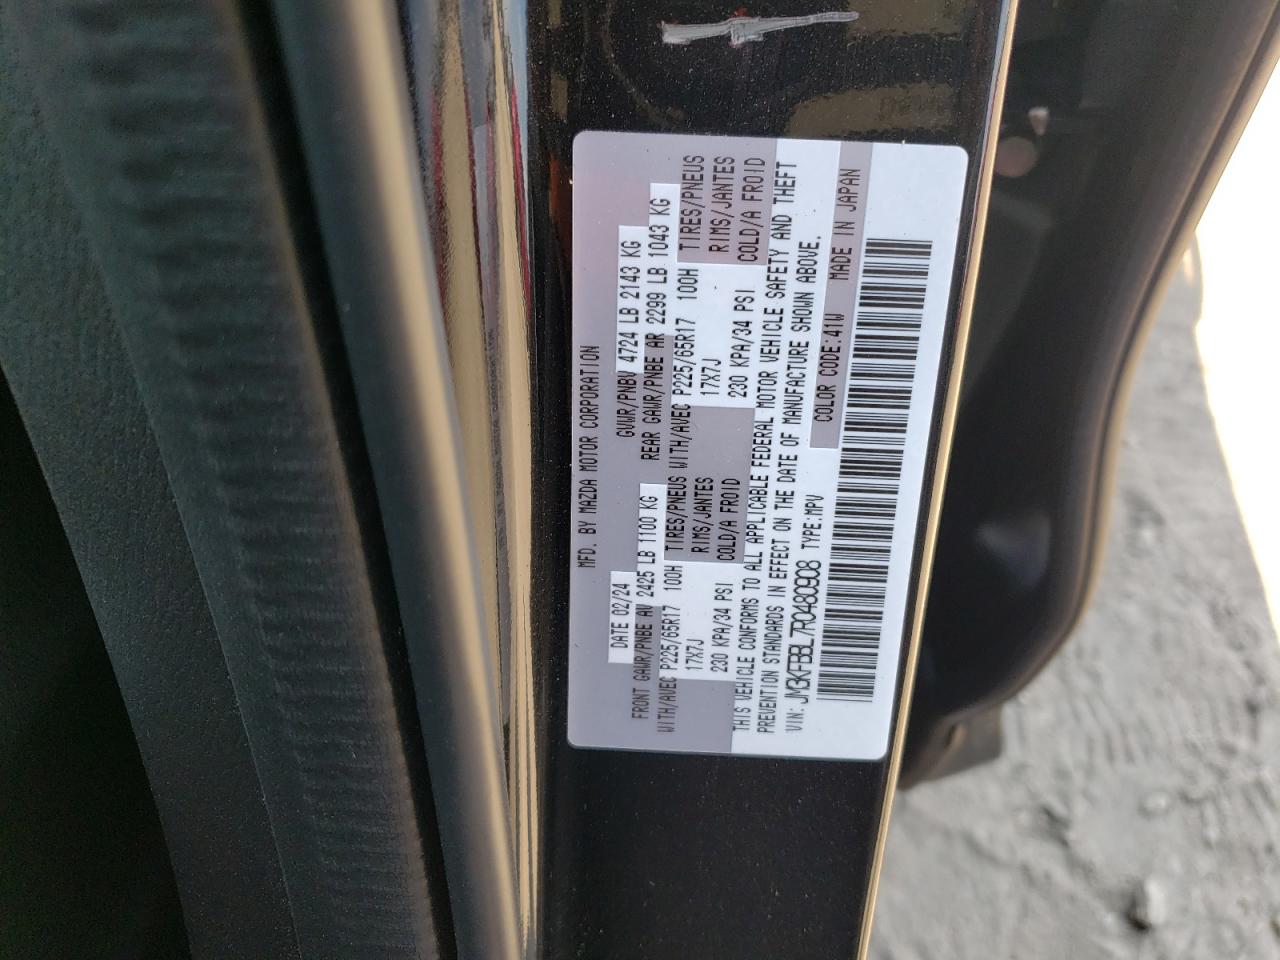 MFD. BY MAZDA MOTOR CORPORATION
DATE 02/24 GVWR/PNBV 4724 LB 2143 KG
FRONT GAWR/PNBE AV 2425 LB 1100 KG REAR GAWR/PNBE AR 2299 LB 1043 KG
WITH/AVEC P225/65R17 100H TIRES/PNEUS WITH/AVEC P225/65R17 100H TIRES/PNEUS
17X7J RIMS/JANTES 17X7J RIMS/JANTES
230 KPA/34 PSI COLD/A FROID 230 KPA/34 PSI COLD/A FROID
THIS VEHICLE CONFORMS TO ALL APPLICABLE FEDERAL MOTOR VEHICLE SAFETY AND THEFT
PREVENTION STANDARDS IN EFFECT ON THE DATE OF MANUFACTURE SHOWN ABOVE.
VIN: JM3KFBBL7R0480908 TYPE:MPV COLOR CODE:41W MADE IN JAPAN